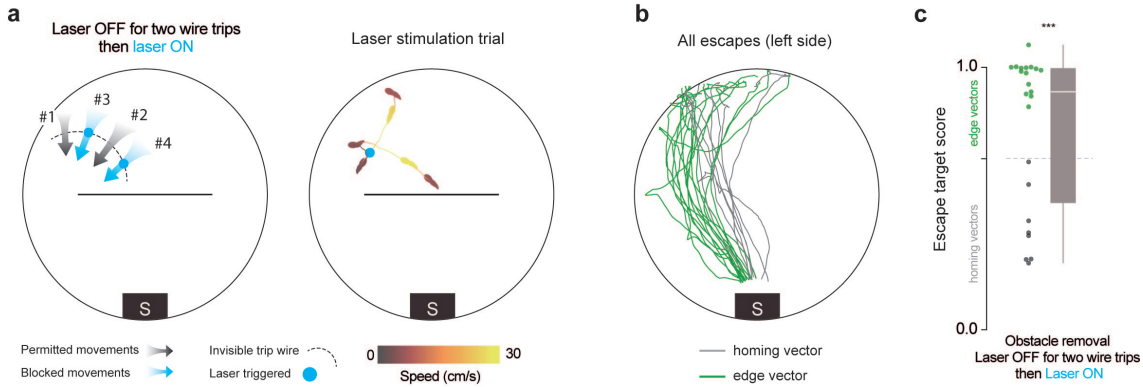 a
Laser OFF for two wire trips
then laser ON
#1
#3
#2
#4
S
Permitted movements
Blocked movements
Invisible trip wire
Laser triggered
Laser stimulation trial
S
0
30
Speed (cm/s)
b
All escapes (left side)
S
homing vector
edge vector
c
***
1.0
0.0
Escape target score
edge vectors
homing vectors
Obstacle removal
Laser OFF for two wire trips
then Laser ON